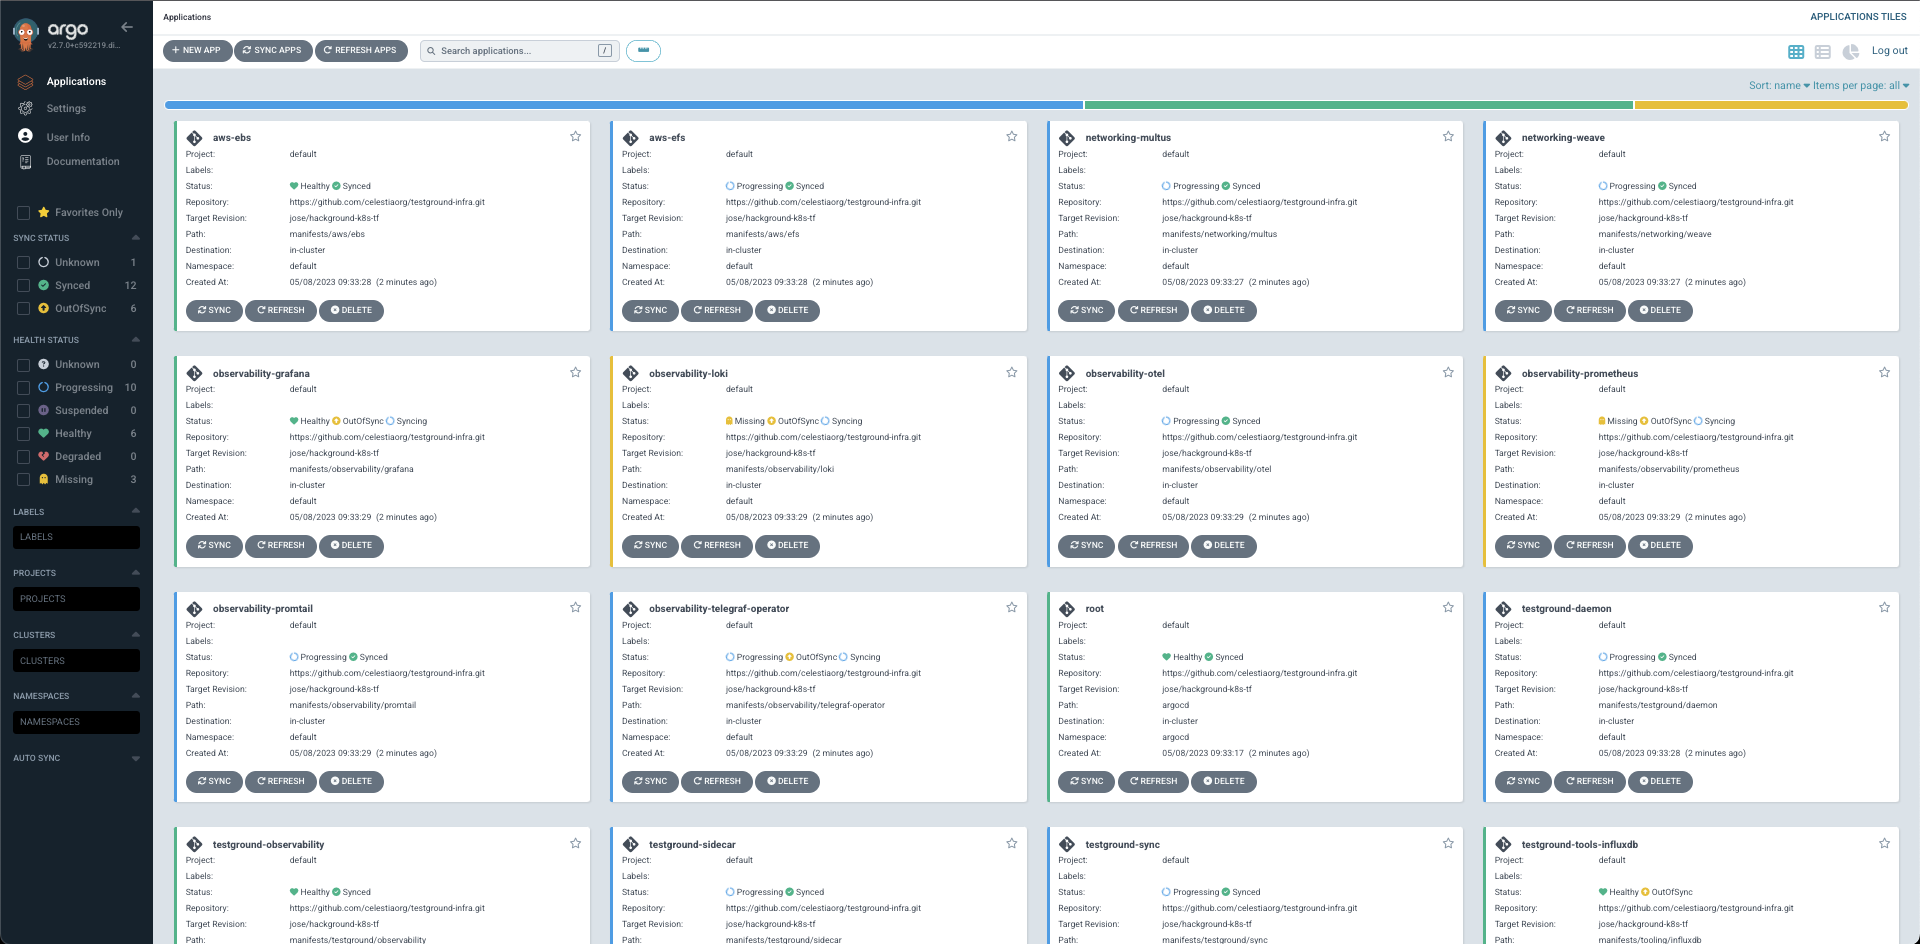 argo
v2.7.0+c592219.di...
Applications
Settings
User Info
Documentation
Favorites Only
SYNC STATUS
Unknown 1
Synced 12
OutOfSync 6
HEALTH STATUS
Unknown 0
Progressing 10
Suspended 0
Healthy 6
Degraded 0
Missing 3
LABELS
LABELS
PROJECTS
PROJECTS
CLUSTERS
CLUSTERS
NAMESPACES
NAMESPACES
AUTO SYNC
Applications
APPLICATIONS TILES
+ NEW APP SYNC APPS REFRESH APPS Search applications... /
Log out
Sort: name Items per page: all
aws-ebs
Project: default
Labels:
Status: Healthy Synced
Repository: https://github.com/celestiaorg/testground-infra.git
Target Revision: jose/hackground-k8s-tf
Path: manifests/aws/ebs
Destination: in-cluster
Namespace: default
Created At: 05/08/2023 09:33:28 (2 minutes ago)
SYNC REFRESH DELETE
aws-efs
Project: default
Labels:
Status: Progressing Synced
Repository: https://github.com/celestiaorg/testground-infra.git
Target Revision: jose/hackground-k8s-tf
Path: manifests/aws/efs
Destination: in-cluster
Namespace: default
Created At: 05/08/2023 09:33:28 (2 minutes ago)
SYNC REFRESH DELETE
networking-multus
Project: default
Labels:
Status: Progressing Synced
Repository: https://github.com/celestiaorg/testground-infra.git
Target Revision: jose/hackground-k8s-tf
Path: manifests/networking/multus
Destination: in-cluster
Namespace: default
Created At: 05/08/2023 09:33:27 (2 minutes ago)
SYNC REFRESH DELETE
networking-weave
Project: default
Labels:
Status: Progressing Synced
Repository: https://github.com/celestiaorg/testground-infra.git
Target Revision: jose/hackground-k8s-tf
Path: manifests/networking/weave
Destination: in-cluster
Namespace: default
Created At: 05/08/2023 09:33:27 (2 minutes ago)
SYNC REFRESH DELETE
observability-grafana
Project: default
Labels:
Status: Healthy OutOfSync Syncing
Repository: https://github.com/celestiaorg/testground-infra.git
Target Revision: jose/hackground-k8s-tf
Path: manifests/observability/grafana
Destination: in-cluster
Namespace: default
Created At: 05/08/2023 09:33:29 (2 minutes ago)
SYNC REFRESH DELETE
observability-loki
Project: default
Labels:
Status: Missing OutOfSync Syncing
Repository: https://github.com/celestiaorg/testground-infra.git
Target Revision: jose/hackground-k8s-tf
Path: manifests/observability/loki
Destination: in-cluster
Namespace: default
Created At: 05/08/2023 09:33:29 (2 minutes ago)
SYNC REFRESH DELETE
observability-otel
Project: default
Labels:
Status: Progressing Synced
Repository: https://github.com/celestiaorg/testground-infra.git
Target Revision: jose/hackground-k8s-tf
Path: manifests/observability/otel
Destination: in-cluster
Namespace: default
Created At: 05/08/2023 09:33:29 (2 minutes ago)
SYNC REFRESH DELETE
observability-prometheus
Project: default
Labels:
Status: Missing OutOfSync Syncing
Repository: https://github.com/celestiaorg/testground-infra.git
Target Revision: jose/hackground-k8s-tf
Path: manifests/observability/prometheus
Destination: in-cluster
Namespace: default
Created At: 05/08/2023 09:33:29 (2 minutes ago)
SYNC REFRESH DELETE
observability-promtail
Project: default
Labels:
Status: Progressing Synced
Repository: https://github.com/celestiaorg/testground-infra.git
Target Revision: jose/hackground-k8s-tf
Path: manifests/observability/promtail
Destination: in-cluster
Namespace: default
Created At: 05/08/2023 09:33:29 (2 minutes ago)
SYNC REFRESH DELETE
observability-telegraf-operator
Project: default
Labels:
Status: Progressing OutOfSync Syncing
Repository: https://github.com/celestiaorg/testground-infra.git
Target Revision: jose/hackground-k8s-tf
Path: manifests/observability/telegraf-operator
Destination: in-cluster
Namespace: default
Created At: 05/08/2023 09:33:29 (2 minutes ago)
SYNC REFRESH DELETE
root
Project: default
Labels:
Status: Healthy Synced
Repository: https://github.com/celestiaorg/testground-infra.git
Target Revision: jose/hackground-k8s-tf
Path: argocd
Destination: in-cluster
Namespace: argocd
Created At: 05/08/2023 09:33:17 (2 minutes ago)
SYNC REFRESH DELETE
testground-daemon
Project: default
Labels:
Status: Progressing Synced
Repository: https://github.com/celestiaorg/testground-infra.git
Target Revision: jose/hackground-k8s-tf
Path: manifests/testground/daemon
Destination: in-cluster
Namespace: default
Created At: 05/08/2023 09:33:28 (2 minutes ago)
SYNC REFRESH DELETE
testground-observability
Project: default
Labels:
Status: Healthy Synced
Repository: https://github.com/celestiaorg/testground-infra.git
Target Revision: jose/hackground-k8s-tf
Path: manifests/testground/observability
testground-sidecar
Project: default
Labels:
Status: Progressing Synced
Repository: https://github.com/celestiaorg/testground-infra.git
Target Revision: jose/hackground-k8s-tf
Path: manifests/testground/sidecar
testground-sync
Project: default
Labels:
Status: Progressing Synced
Repository: https://github.com/celestiaorg/testground-infra.git
Target Revision: jose/hackground-k8s-tf
Path: manifests/testground/sync
testground-tools-influxdb
Project: default
Labels:
Status: Healthy OutOfSync
Repository: https://github.com/celestiaorg/testground-infra.git
Target Revision: jose/hackground-k8s-tf
Path: manifests/tooling/influxdb